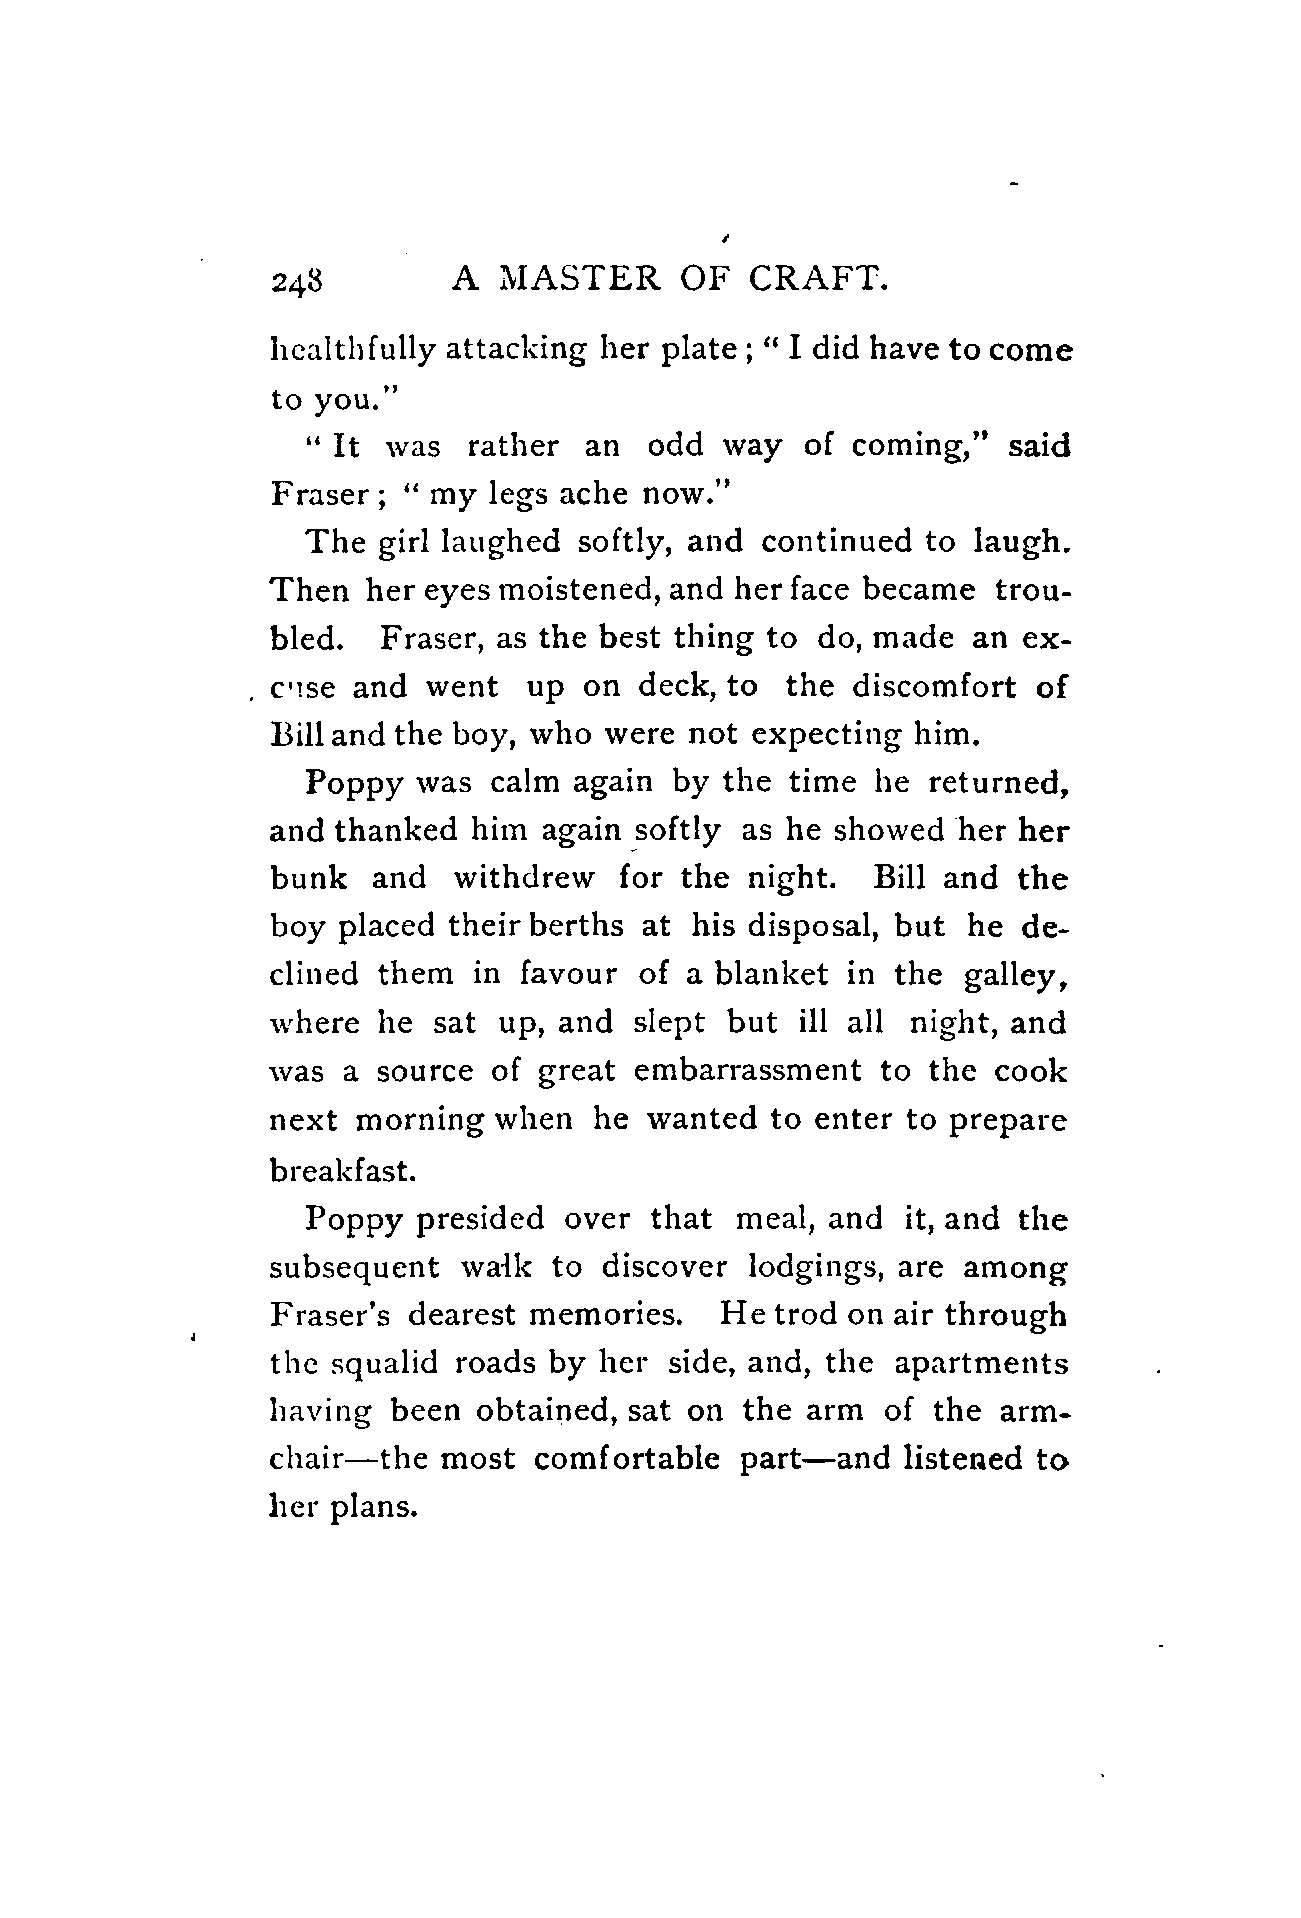 248 A MASTER OF CRAFT.
healthfully attacking her plate; “ I did have to come
to you.”
“ It was rather an odd way of coming,” said
Fraser; “ my legs ache now.”
The girl laughed softly, and continued to laugh.
Then her eyes moistened, and her face became trou-
bled. Fraser, as the best thing to do, made an ex-
cuse and went up on deck, to the discomfort of
Bill and the boy, who were not expecting him.
Poppy was calm again by the time he returned,
and thanked him again softly as he showed her her
bunk and withdrew for the night. Bill and the
boy placed their berths at his disposal, but he de-
clined them in favour of a blanket in the galley,
where he sat up, and slept but ill all night, and
was a source of great embarrassment to the cook
next morning when he wanted to enter to prepare
breakfast.
Poppy presided over that meal, and it, and the
subsequent walk to discover lodgings, are among
Fraser's dearest memories. He trod on air through
the squalid roads by her side, and, the apartments
having been obtained, sat on the arm of the arm-
chair—the most comfortable part—and listened to
her plans.